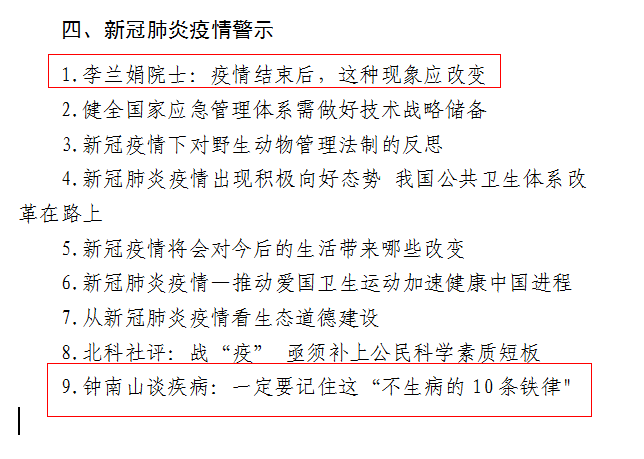 四、新冠肺炎疫情警示
1.李兰娟院士：疫情结束后，这种现象应改变
2.健全国家应急管理体系需做好技术战略储备
3.新冠疫情下对野生动物管理法制的反思
4.新冠肺炎疫情出现积极向好态势 我国公共卫生体系改
革在路上
5.新冠疫情将会对今后的生活带来哪些改变
6.新冠肺炎疫情—推动爱国卫生运动加速健康中国进程
7.从新冠肺炎疫情看生态道德建设
8.北科社评：战“疫” 亟须补上公民科学素质短板
9.钟南山谈疾病：一定要记住这“不生病的10条铁律"